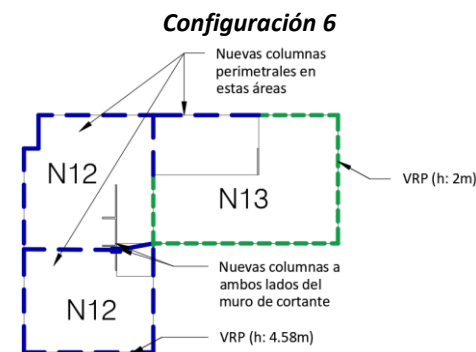 Configuración 6
Nuevas columnas
perimetrales en
estas áreas
N12
N13
VRP (h: 2m)
Nuevas columnas a
ambos lados del
muro de cortante
N12
VRP (h: 4.58m)